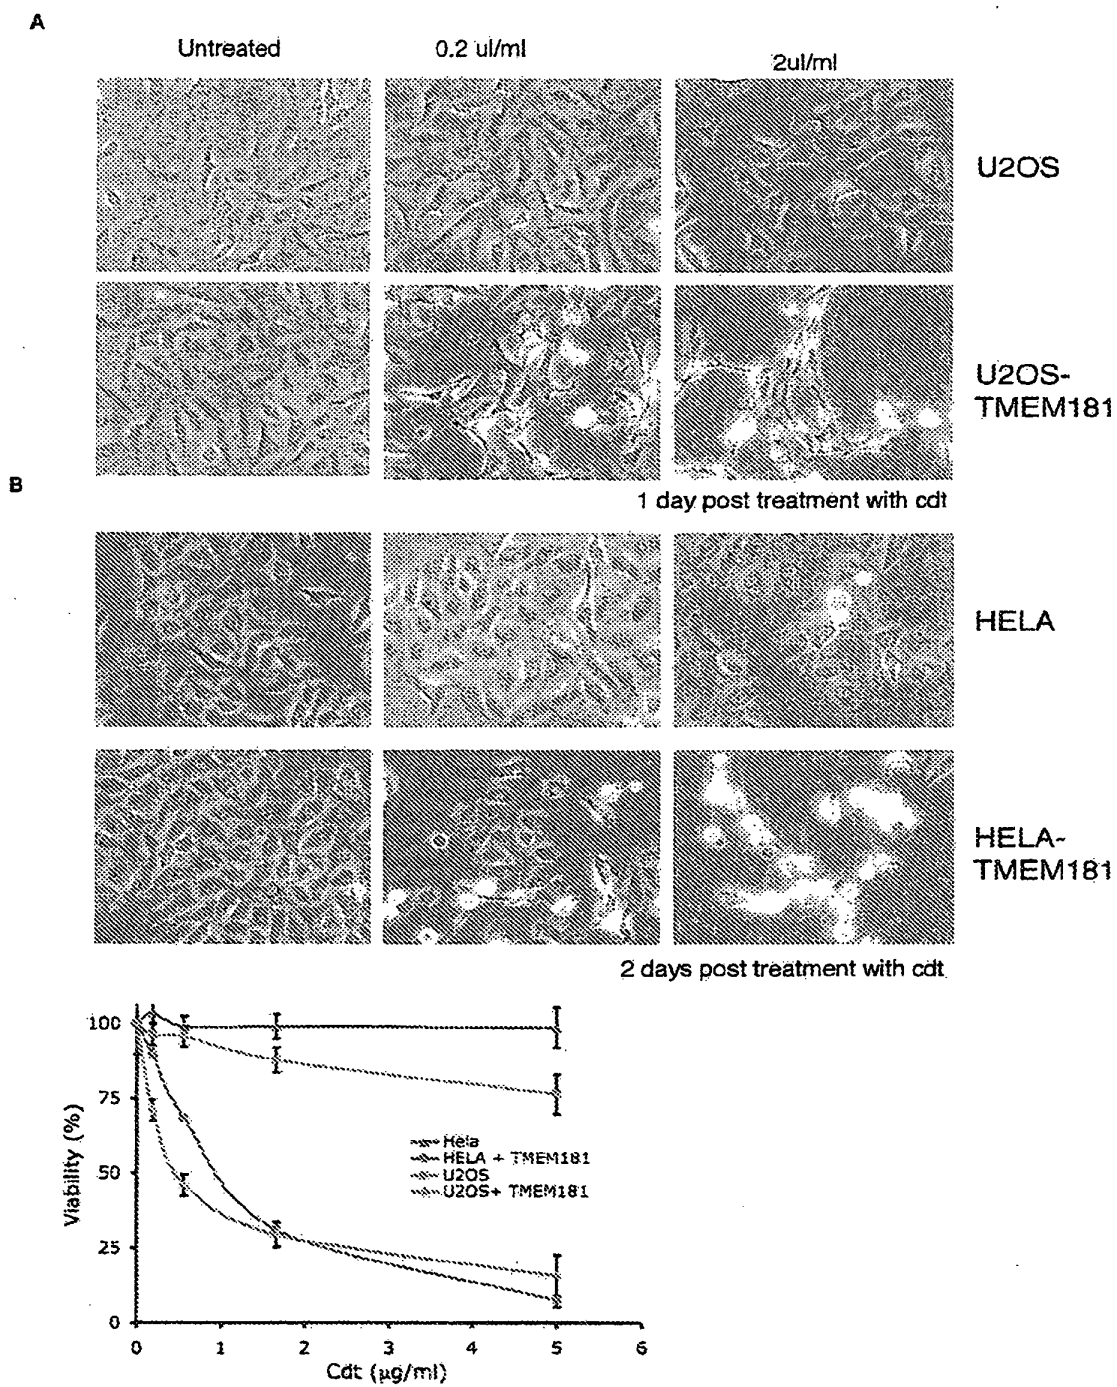 A
Untreated
0.2 ul/ml
2ul/ml
U2OS
U2OS-
TMEM181
1 day post treatment with cdt
B
HELA
HELA-
TMEM181
2 days post treatment with cdt
100
75
50
25
0
Viability (%)
Hela
HELA + TMEM181
U2OS
U2OS+ TMEM181
0 1 2 3 4 5 6
Cdt (µg/ml)